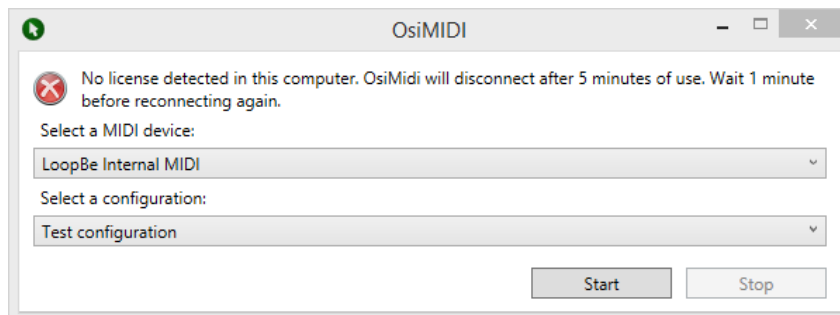 OsiMIDI
No license detected in this computer. OsiMidi will disconnect after 5 minutes of use. Wait 1 minute
before reconnecting again.
Select a MIDI device:
LoopBe Internal MIDI
Select a configuration:
Test configuration
Start Stop